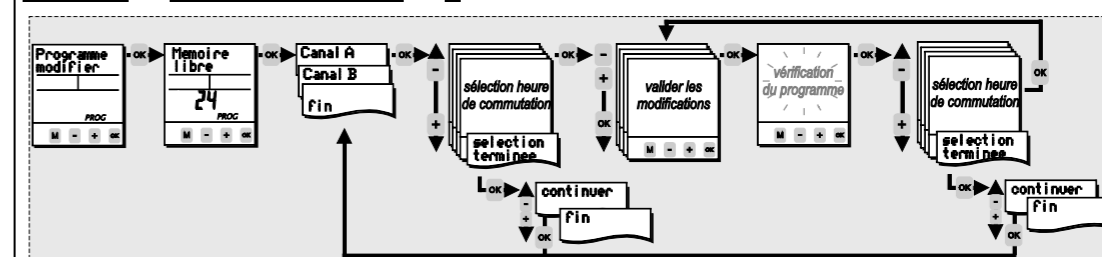 Programme
modifier
PROG
M - + OK
OK
Memoire
libre
24
PROG
M - + OK
OK
Canal A
Canal B
fin
OK
-
+
sélection heure
de commutation
selection
terminee
OK
-
+
OK
continuer
fin
OK
-
+
OK
valider les
modifications
M - + OK
OK
vérification
du programme
M - + OK
OK
-
+
sélection heure
de commutation
selection
terminee
OK
OK
-
+
OK
continuer
fin